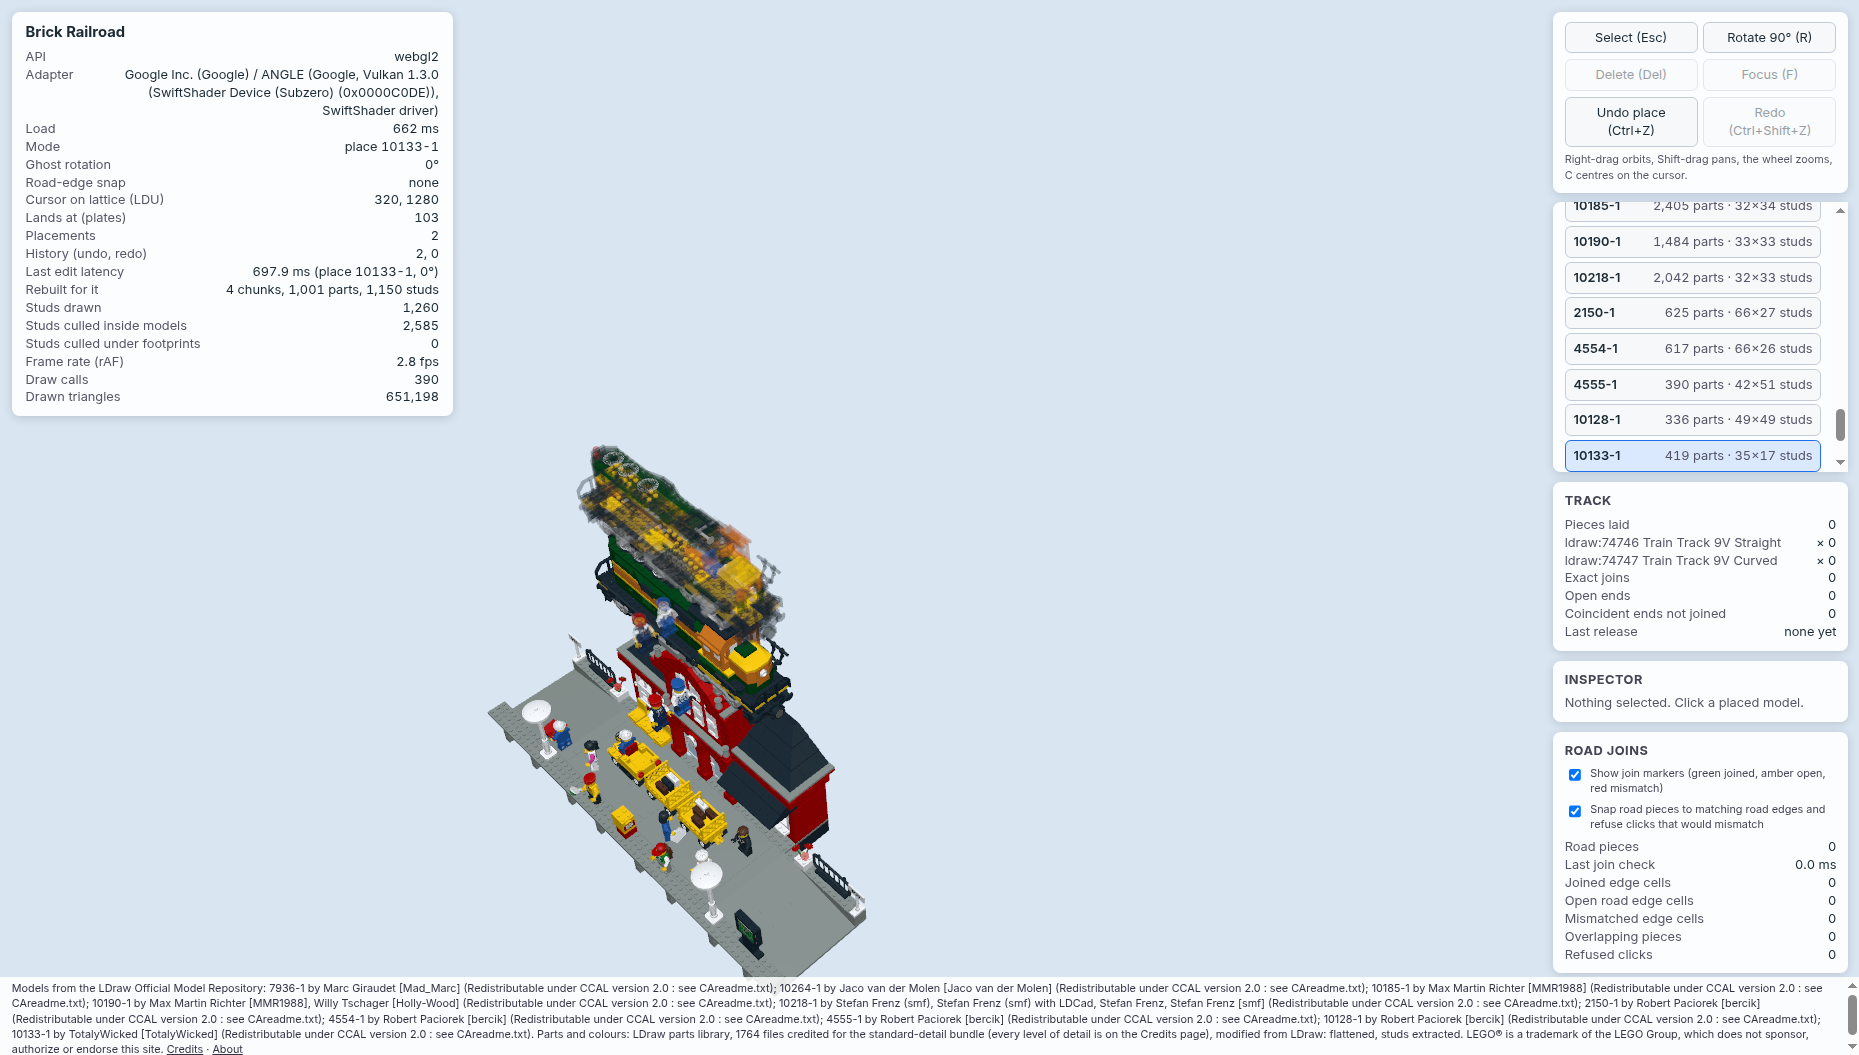 Brick Railroad
API webgl2
Adapter Google Inc. (Google) / ANGLE (Google, Vulkan 1.3.0
(SwiftShader Device (Subzero) (0x0000C0DE)),
SwiftShader driver)
Load 662 ms
Mode place 10133-1
Ghost rotation 0°
Road-edge snap none
Cursor on lattice (LDU) 320, 1280
Lands at (plates) 103
Placements 2
History (undo, redo) 2, 0
Last edit latency 697.9 ms (place 10133-1, 0°)
Rebuilt for it 4 chunks, 1,001 parts, 1,150 studs
Studs drawn 1,260
Studs culled inside models 2,585
Studs culled under footprints 0
Frame rate (rAF) 2.8 fps
Draw calls 390
Drawn triangles 651,198
Select (Esc) Rotate 90° (R)
Delete (Del) Focus (F)
Undo place
(Ctrl+Z)
Redo
(Ctrl+Shift+Z)
Right-drag orbits, Shift-drag pans, the wheel zooms,
C centres on the cursor.
10185-1 2,405 parts · 32×34 studs
10190-1 1,484 parts · 33×33 studs
10218-1 2,042 parts · 32×33 studs
2150-1 625 parts · 66×27 studs
4554-1 617 parts · 66×26 studs
4555-1 390 parts · 42×51 studs
10128-1 336 parts · 49×49 studs
10133-1 419 parts · 35×17 studs
TRACK
Pieces laid 0
ldraw:74746 Train Track 9V Straight × 0
ldraw:74747 Train Track 9V Curved × 0
Exact joins 0
Open ends 0
Coincident ends not joined 0
Last release none yet
INSPECTOR
Nothing selected. Click a placed model.
ROAD JOINS
Show join markers (green joined, amber open,
red mismatch)
Snap road pieces to matching road edges and
refuse clicks that would mismatch
Road pieces 0
Last join check 0.0 ms
Joined edge cells 0
Open road edge cells 0
Mismatched edge cells 0
Overlapping pieces 0
Refused clicks 0
Models from the LDraw Official Model Repository: 7936-1 by Marc Giraudet [Mad_Marc] (Redistributable under CCAL version 2.0 : see CAreadme.txt); 10264-1 by Jaco van der Molen [Jaco van der Molen] (Redistributable under CCAL version 2.0 : see CAreadme.txt); 10185-1 by Max Martin Richter [MMR1988] (Redistributable under CCAL version 2.0 : see
CAreadme.txt); 10190-1 by Max Martin Richter [MMR1988], Willy Tschager [Holly-Wood] (Redistributable under CCAL version 2.0 : see CAreadme.txt); 10218-1 by Stefan Frenz (smf), Stefan Frenz (smf) with LDCad, Stefan Frenz, Stefan Frenz [smf] (Redistributable under CCAL version 2.0 : see CAreadme.txt); 2150-1 by Robert Paciorek [bercik]
(Redistributable under CCAL version 2.0 : see CAreadme.txt); 4554-1 by Robert Paciorek [bercik] (Redistributable under CCAL version 2.0 : see CAreadme.txt); 4555-1 by Robert Paciorek [bercik] (Redistributable under CCAL version 2.0 : see CAreadme.txt); 10128-1 by Robert Paciorek [bercik] (Redistributable under CCAL version 2.0 : see CAreadme.txt);
10133-1 by TotalyWicked [TotalyWicked] (Redistributable under CCAL version 2.0 : see CAreadme.txt). Parts and colours: LDraw parts library, 1764 files credited for the standard-detail bundle (every level of detail is on the Credits page), modified from LDraw: flattened, studs extracted. LEGO® is a trademark of the LEGO Group, which does not sponsor,
authorize or endorse this site. Credits · About